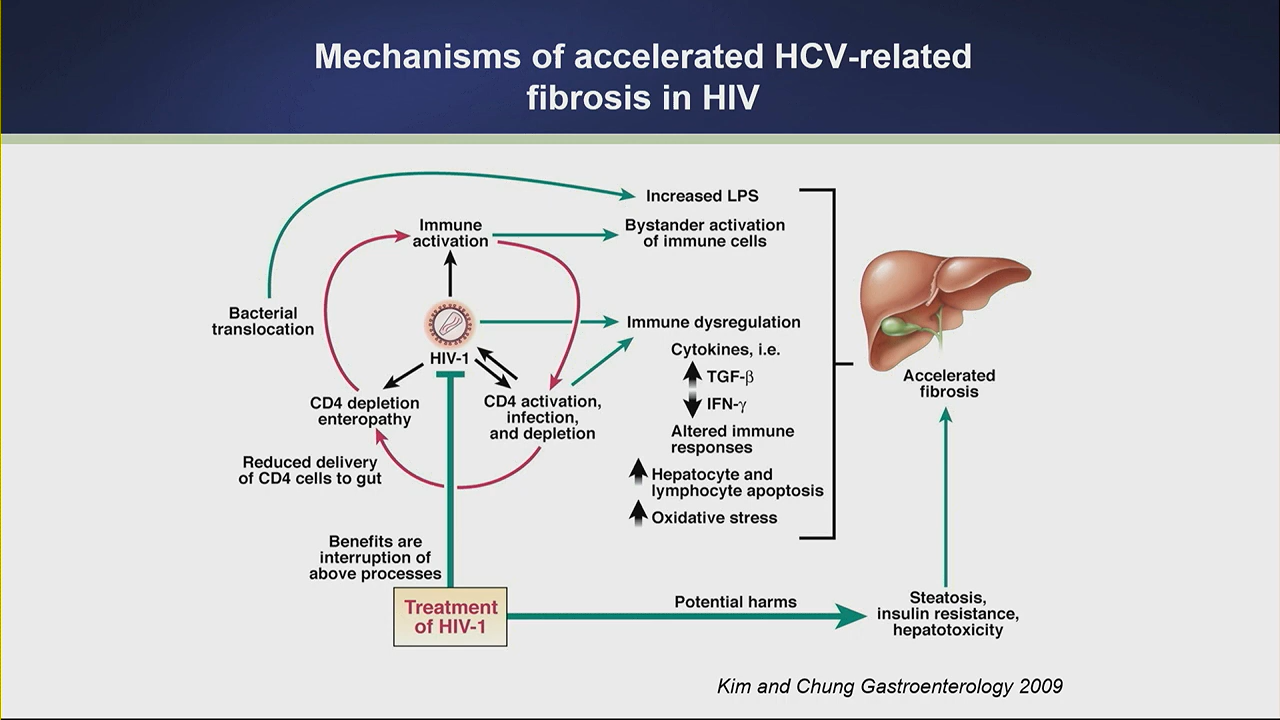 Mechanisms of accelerated HCV-related
fibrosis in HIV
Increased LPS
Immune
activation
Bystander activation
of immune cells
Bacterial
translocation
HIV-1
Immune dysregulation
Cytokines, i.e.
TGF-β
IFN-γ
Altered immune
responses
Hepatocyte and
lymphocyte apoptosis
Oxidative stress
Accelerated
fibrosis
CD4 depletion
enteropathy
CD4 activation,
infection,
and depletion
Reduced delivery
of CD4 cells to gut
Benefits are
interruption of
above processes
Treatment
of HIV-1
Potential harms
Steatosis,
insulin resistance,
hepatotoxicity
Kim and Chung Gastroenterology 2009